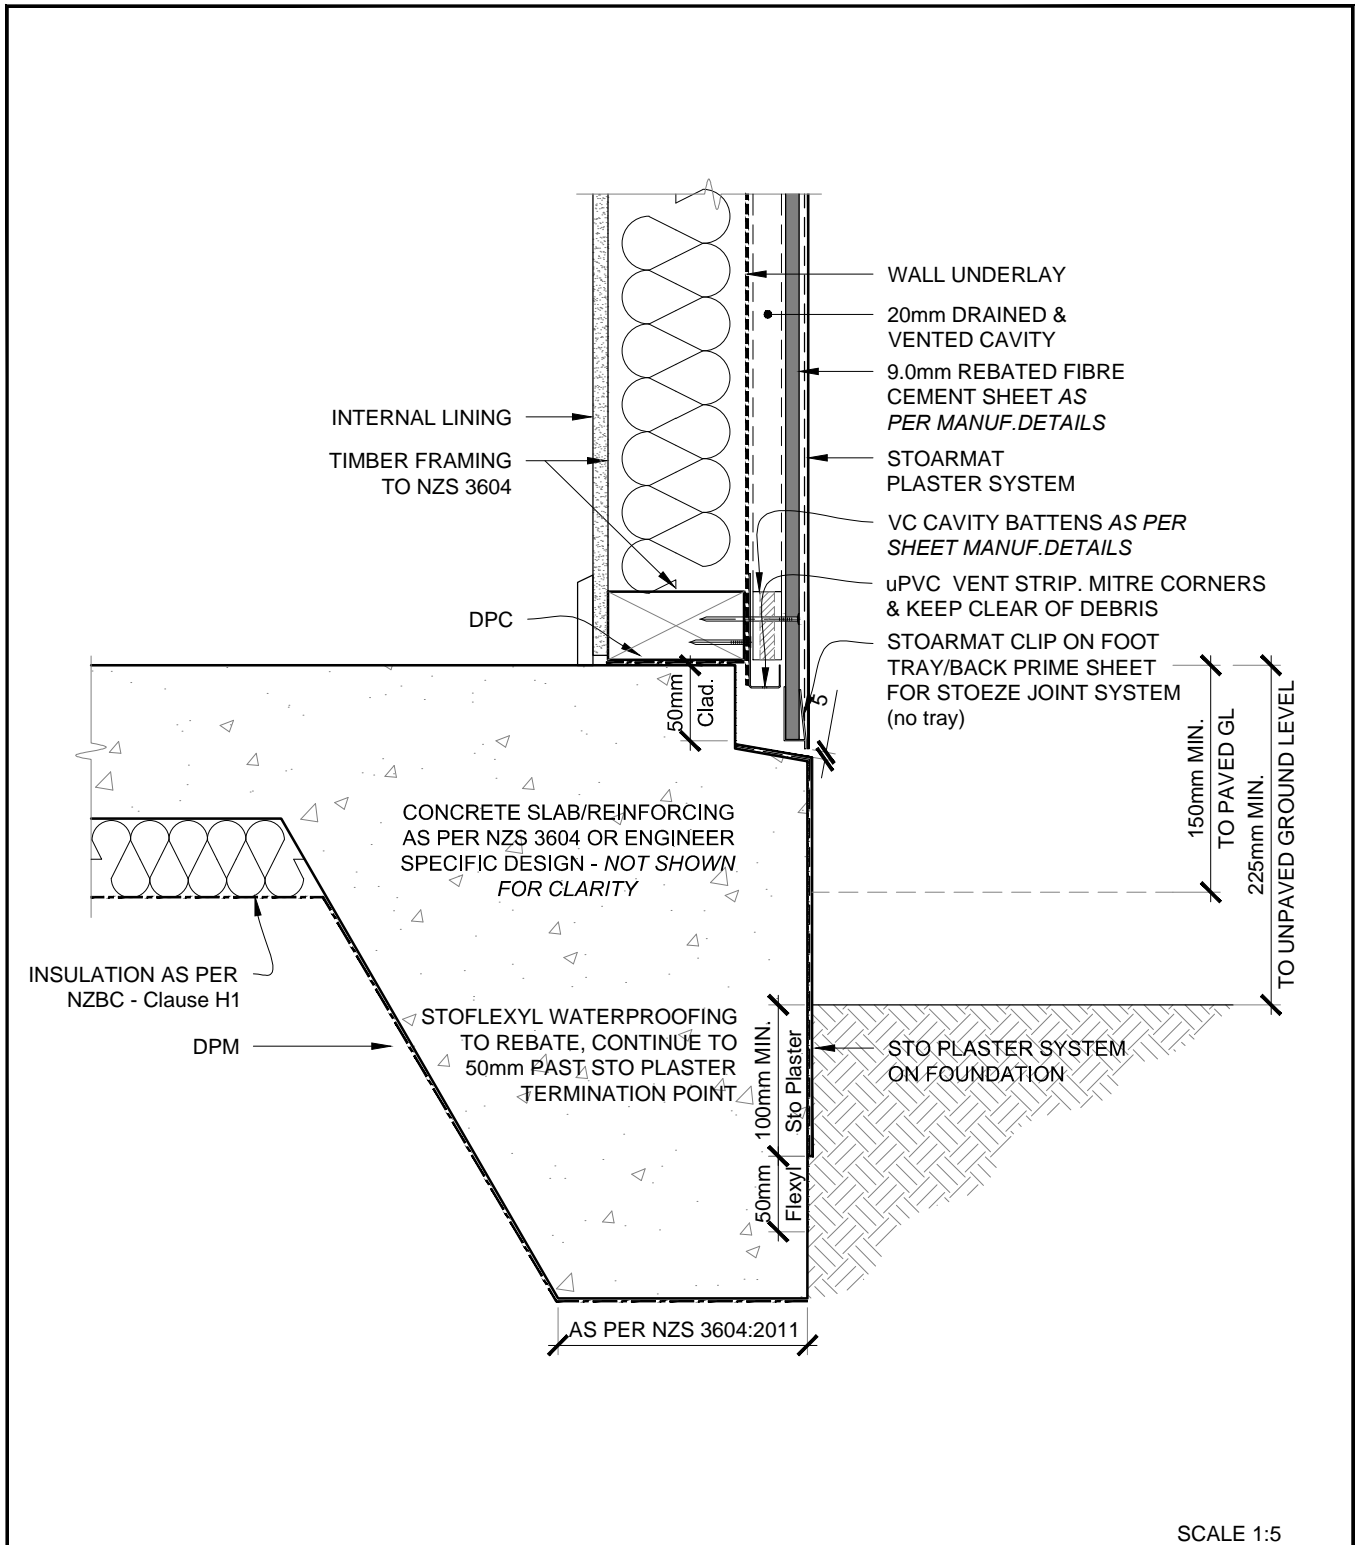 WALL UNDERLAY
20mm DRAINED &
VENTED CAVITY
9.0mm REBATED FIBRE
CEMENT SHEET AS
PER MANUF.DETAILS
INTERNAL LINING
TIMBER FRAMING
TO NZS 3604
STOARMAT
PLASTER SYSTEM
VC CAVITY BATTENS AS PER
SHEET MANUF.DETAILS
uPVC VENT STRIP. MITRE CORNERS
& KEEP CLEAR OF DEBRIS
DPC
STOARMAT CLIP ON FOOT
TRAY/BACK PRIME SHEET
FOR STOEZE JOINT SYSTEM
(no tray)
50mm
Clad.
5
150mm MIN.
TO PAVED GL
225mm MIN.
TO UNPAVED GROUND LEVEL
CONCRETE SLAB/REINFORCING
AS PER NZS 3604 OR ENGINEER
SPECIFIC DESIGN - NOT SHOWN
FOR CLARITY
INSULATION AS PER
NZBC - Clause H1
DPM
STOFLEXYL WATERPROOFING
TO REBATE, CONTINUE TO
50mm PAST STO PLASTER
TERMINATION POINT
100mm MIN.
Sto Plaster
STO PLASTER SYSTEM
ON FOUNDATION
50mm
Flexyl
AS PER NZS 3604:2011
SCALE 1:5